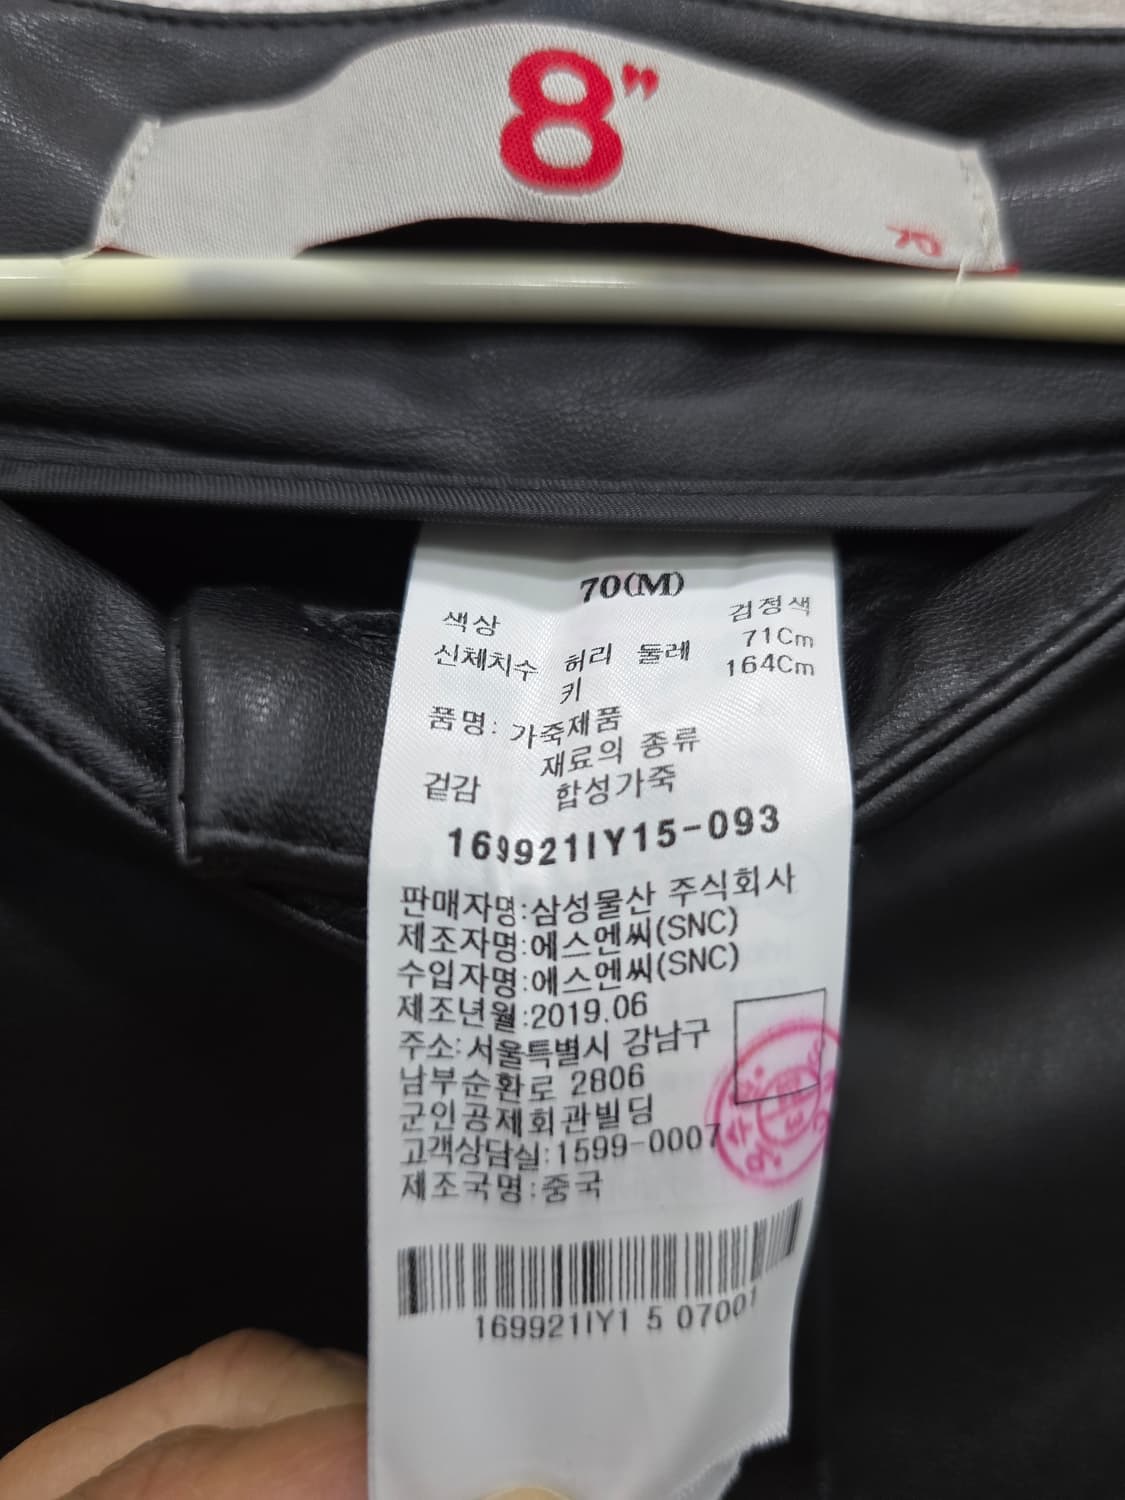 8"
70(M)
색상 검정색
신체치수 허리 둘레 71Cm
키 164Cm
품명: 가죽제품
재료의 종류
겉감 합성가죽
169921IY15-093
판매자명:삼성물산 주식회사
제조자명:에스엔씨(SNC)
수입자명:에스엔씨(SNC)
제조년월:2019.06
주소:서울특별시 강남구
남부순환로 2806
군인공제회관빌딩
고객상담실:1599-0007
제조국명:중국
169921IY1 5 07001